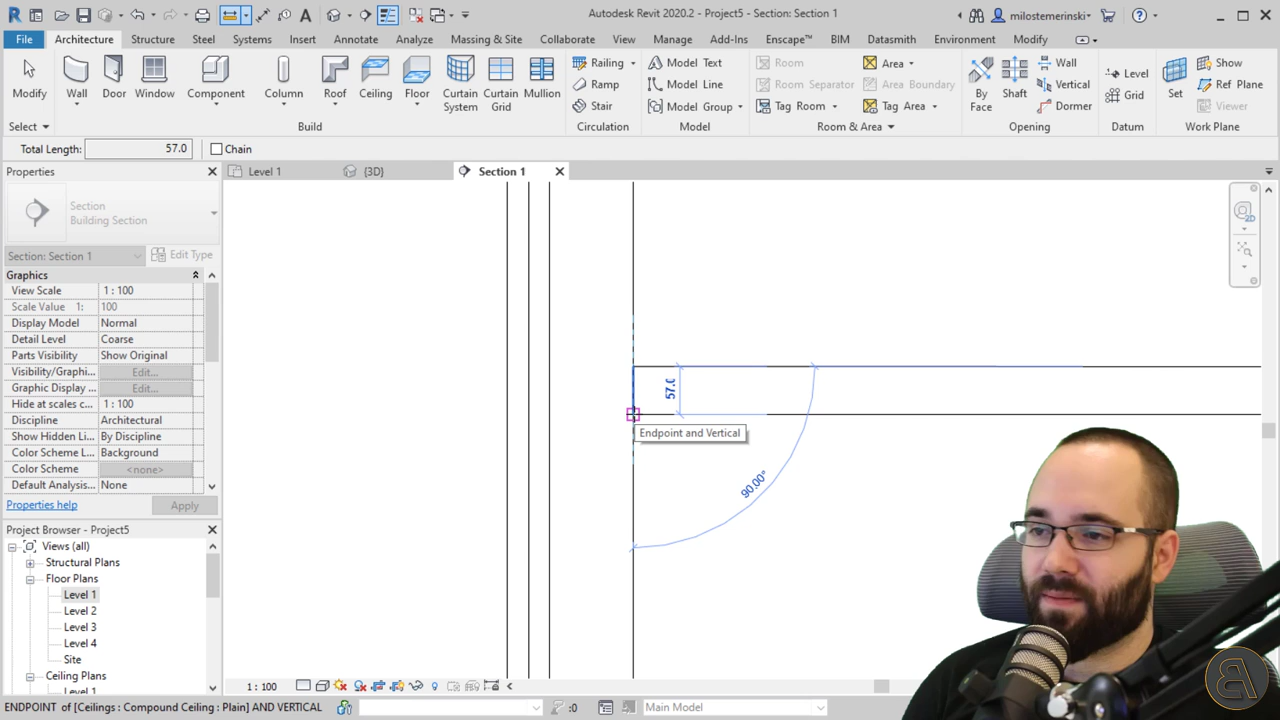 Autodesk Revit 2020.2 - Project5 - Section: Section 1
milostemerinski
File Architecture Structure Steel Systems Insert Annotate Analyze Massing & Site Collaborate View Manage Add-Ins Enscape™ BIM Datasmith Environment Modify
Modify Wall Door Window Component Column Roof Ceiling Floor Curtain System Curtain Grid Mullion
Railing
Ramp
Stair
Model Text
Model Line
Model Group
Room
Room Separator
Tag Room
Area
Area Boundary
Tag Area
By Face
Shaft
Wall
Vertical
Dormer
Level
Grid
Set
Show
Ref Plane
Viewer
Select Build Circulation Model Room & Area Opening Datum Work Plane
Total Length: 57.0 Chain
Properties
Level 1 {3D} Section 1
Section
Building Section
Section: Section 1 Edit Type
Graphics
View Scale 1 : 100
Scale Value 1: 100
Display Model Normal
Detail Level Coarse
Parts Visibility Show Original
Visibility/Graphi... Edit...
Graphic Display ... Edit...
Hide at scales c... 1 : 100
Discipline Architectural
Show Hidden Li... By Discipline
Color Scheme L... Background
Color Scheme <none>
Default Analysis... None
Properties help Apply
Project Browser - Project5
Views (all)
Structural Plans
Floor Plans
Level 1
Level 2
Level 3
Level 4
Site
Ceiling Plans
Level 1
57.0
90.00°
Endpoint and Vertical
2D
1 : 100
ENDPOINT of [Ceilings : Compound Ceiling : Plain] AND VERTICAL
:0
Main Model